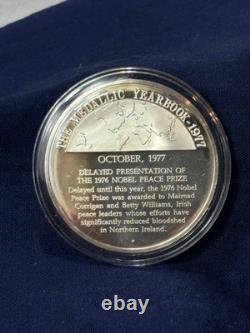 THE MEDALLIC YEARBOOK-1977
OCTOBER, 1977
DELAYED PRESENTATION
OF THE 1976 NOBEL PEACE PRIZE
Delayed until this year, the 1976 Nobel
Peace Prize was awarded to Mairead
Corrigan and Betty Williams, Irish
peace leaders whose efforts have
significantly reduced bloodshed
in Northern Ireland.
thumbimg.com